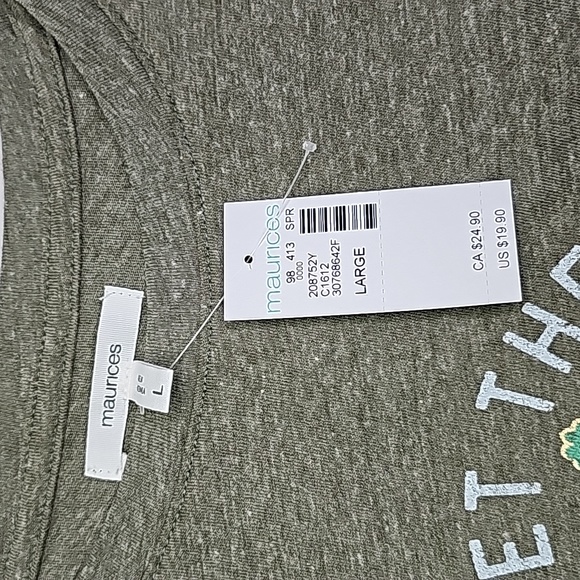 maurices
98 413 SPR
0000
208752Y
C1612
30768642F
LARGE
CA $24.90
US $19.90
maurices
L
ET TH